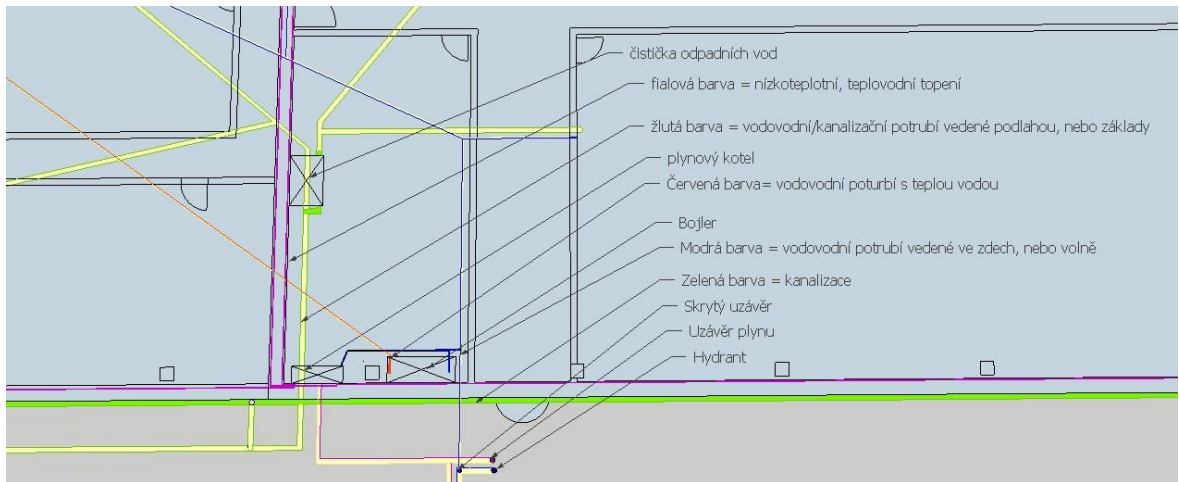 čistička odpadních vod
fialová barva = nízkoteplotní, teplovodní topení
žlutá barva = vodovodní/kanalizační potrubí vedené podlahou, nebo základy
plynový kotel
Červená barva= vodovodní poturbí s teplou vodou
Bojler
Modrá barva = vodovodní potrubí vedené ve zdech, nebo volně
Zelená barva = kanalizace
Skrytý uzávěr
Uzávěr plynu
Hydrant